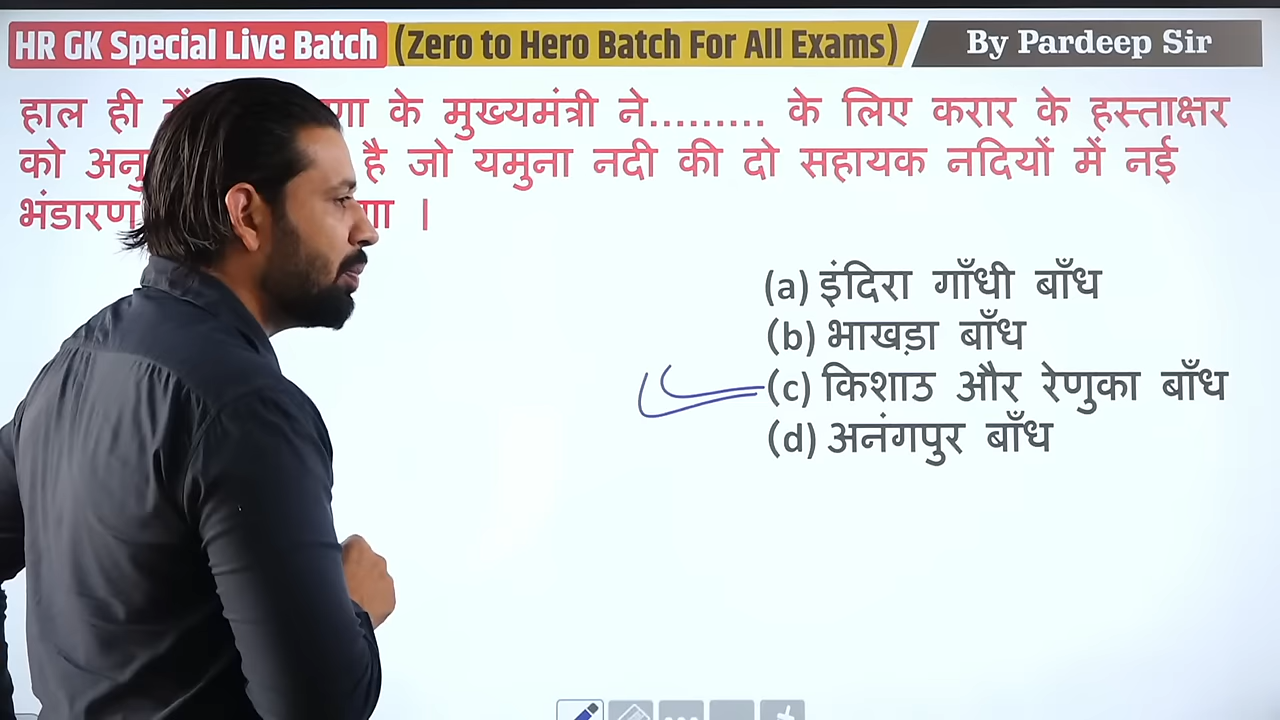 HR GK Special Live Batch (Zero to Hero Batch For All Exams) By Pardeep Sir
हाल ही के मुख्यमंत्री ने......... के लिए करार के हस्ताक्षर
को है जो यमुना नदी की दो सहायक नदियों में नई
भंडारण ।
(a) इंदिरा गाँधी बाँध
(b) भाखड़ा बाँध
(c) किशाउ और रेणुका बाँध
(d) अनंगपुर बाँध